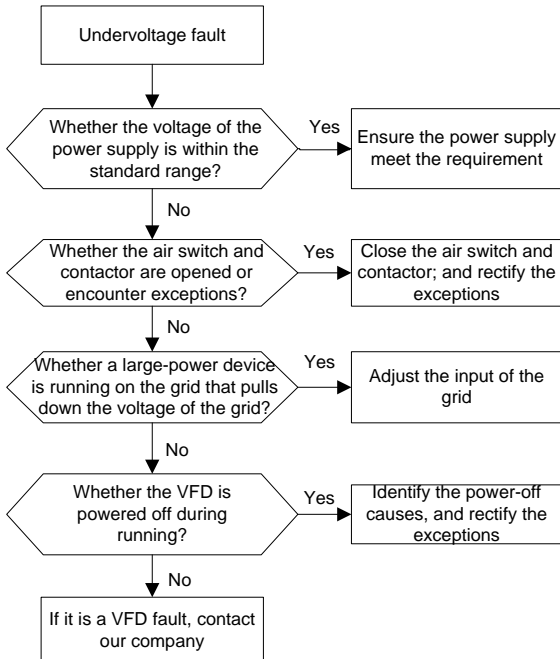 Undervoltage fault
Whether the voltage of the
power supply is within the
standard range?
Yes
Ensure the power supply
meet the requirement
No
Whether the air switch and
contactor are opened or
encounter exceptions?
Yes
Close the air switch and
contactor; and rectify the
exceptions
No
Whether a large-power device
is running on the grid that pulls
down the voltage of the grid?
Yes
Adjust the input of the
grid
No
Whether the VFD is
powered off during
running?
Yes
Identify the power-off
causes, and rectify the
exceptions
No
If it is a VFD fault, contact
our company